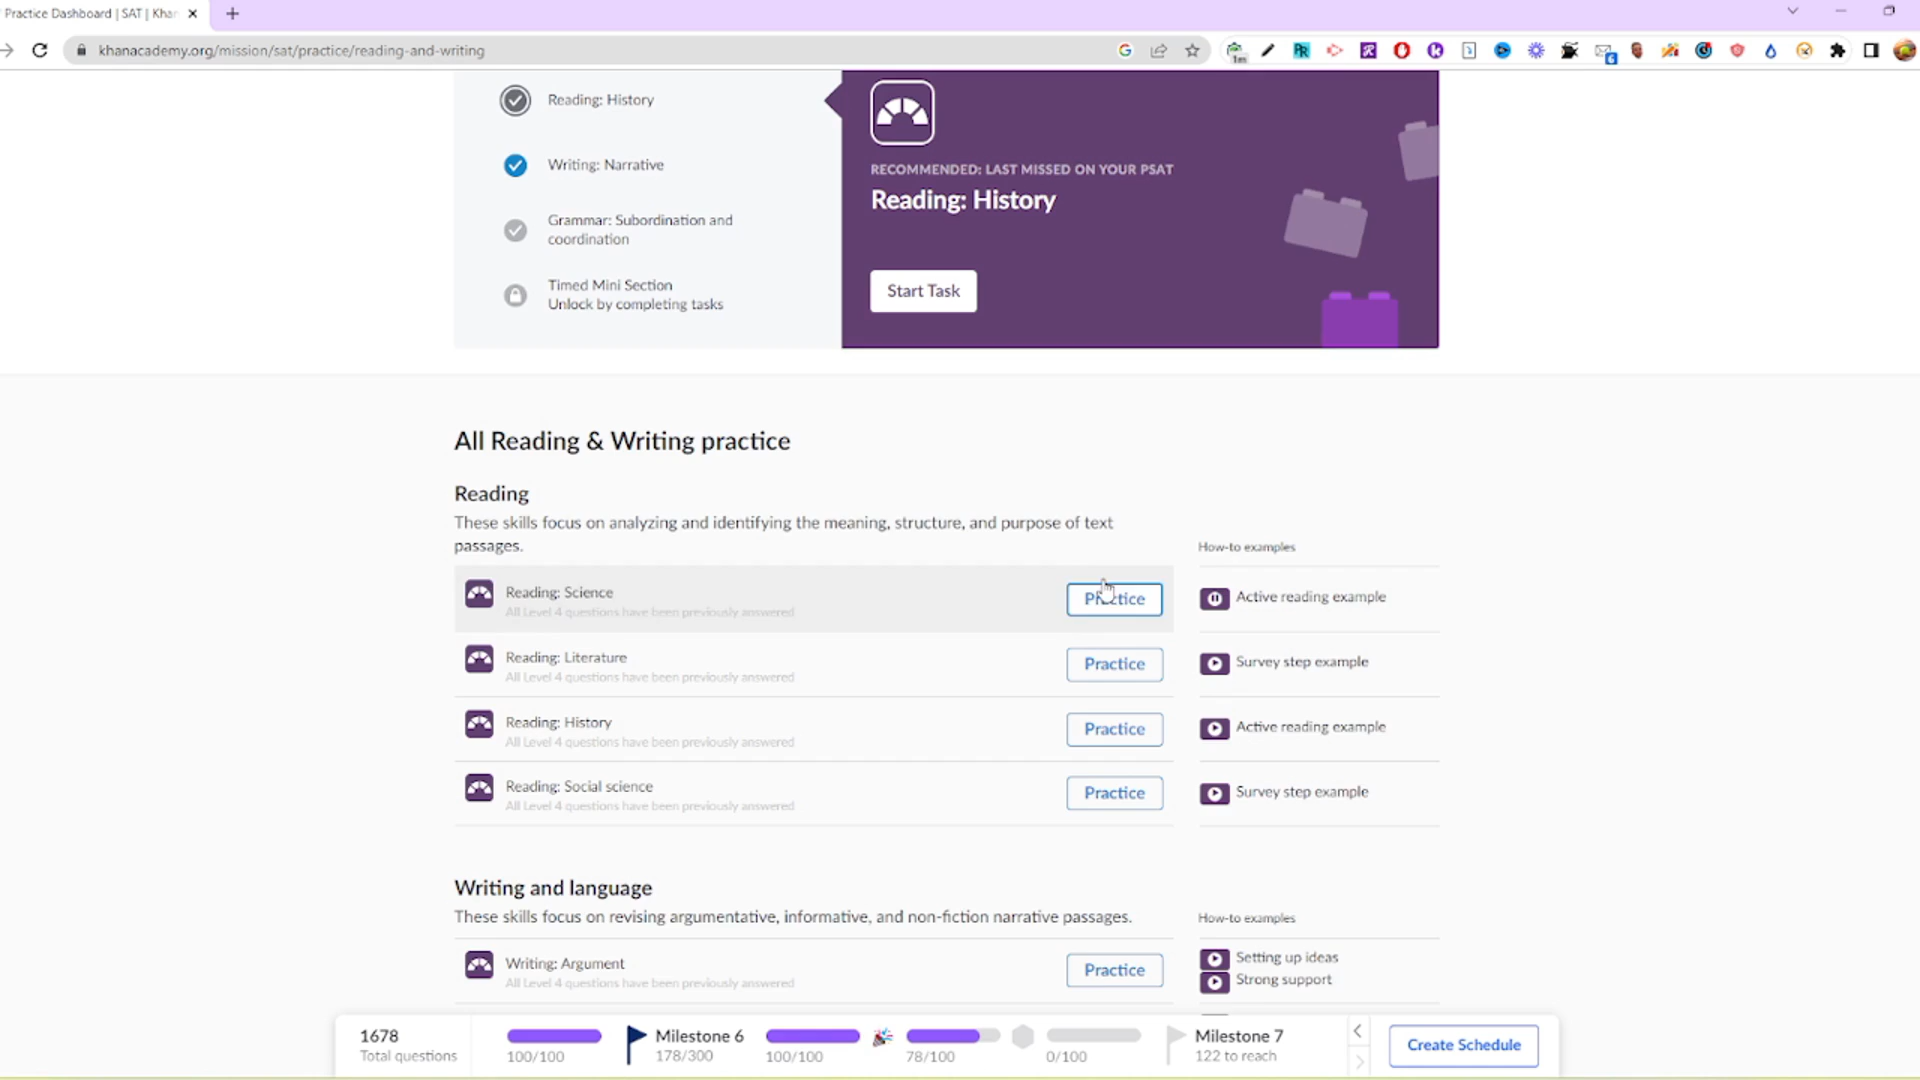 Practice Dashboard | SAT | Khan
khanacademy.org/mission/sat/practice/reading-and-writing
1m
6
Reading: History
Writing: Narrative
Grammar: Subordination and
coordination
Timed Mini Section
Unlock by completing tasks
RECOMMENDED: LAST MISSED ON YOUR PSAT
Reading: History
Start Task
All Reading & Writing practice
Reading
These skills focus on analyzing and identifying the meaning, structure, and purpose of text
passages.
How-to examples
Reading: Science
All Level 4 questions have been previously answered
Practice
Active reading example
Reading: Literature
All Level 4 questions have been previously answered
Practice
Survey step example
Reading: History
All Level 4 questions have been previously answered
Practice
Active reading example
Reading: Social science
All Level 4 questions have been previously answered
Practice
Survey step example
Writing and language
These skills focus on revising argumentative, informative, and non-fiction narrative passages.
How-to examples
Writing: Argument
All Level 4 questions have been previously answered
Practice
Setting up ideas
Strong support
1678
Total questions
100/100
Milestone 6
178/300
100/100
78/100
0/100
Milestone 7
122 to reach
Create Schedule